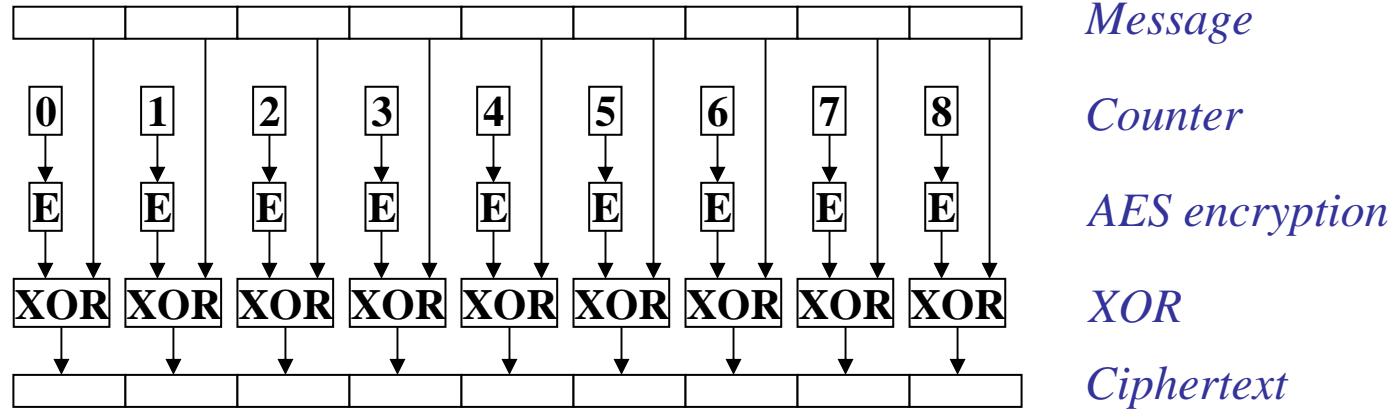 Message
0 1 2 3 4 5 6 7 8 Counter
E E E E E E E E E AES encryption
XOR XOR XOR XOR XOR XOR XOR XOR XOR XOR
Ciphertext